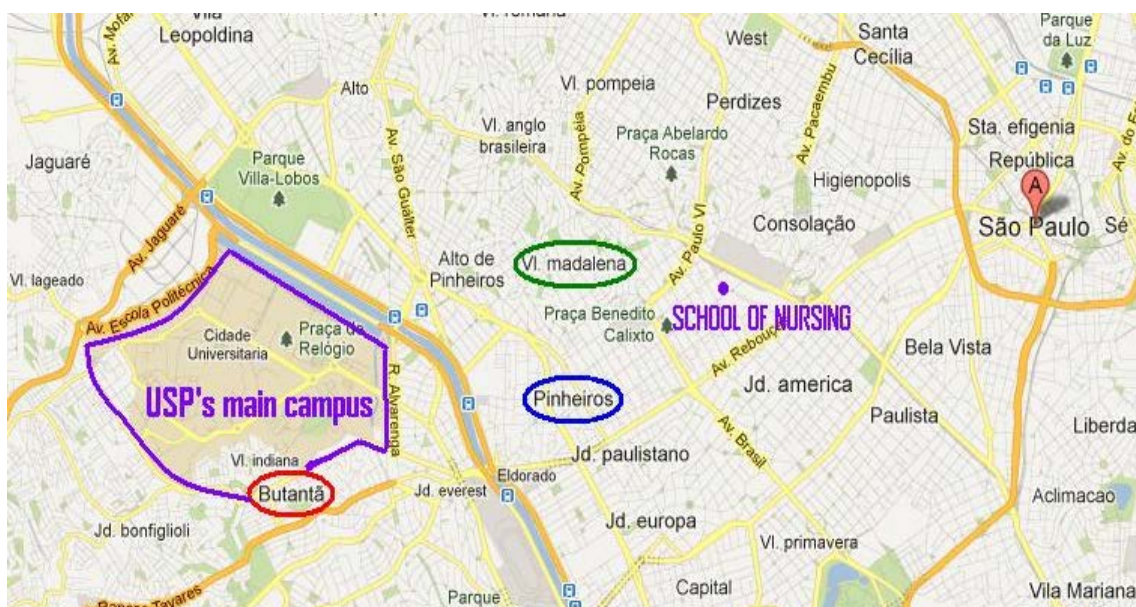 Vila
Leopoldina
Av. Mofar
Vl. romana
West
Santa
Cecília
Parque
da Luz
Alto
Vl. pompeia
Perdizes
Av. Pacaembu
Vl. anglo
brasileira
Praça Abelardo
Rocas
Sta. efigenia
Av. do
República
A
São Paulo
Sé
Jaguaré
Parque
Villa-Lobos
Av. São Gualter
Av. Pompéia
Higienopolis
Consolação
Av. Paulo VI
Av. Jaguaré
Vl. lageado
Av. Escola Politécnica
Alto de
Pinheiros
Vl. madalena
Praça Benedito
Calixto
SCHOOL OF NURSING
Cidade
Universitaria
Praça do
Relógio
R. Alvarenga
USP's main campus
Pinheiros
Av. Rebouças
Bela Vista
Jd. america
Paulista
Av. Brasil
Liberda
Vl. indiana
Butantã
Jd. everest
Eldorado
Jd. paulistano
Jd. bonfiglioli
Jd. europa
Aclimacao
Vl. primavera
Parque
Capital
Vila Mariana
Tavares